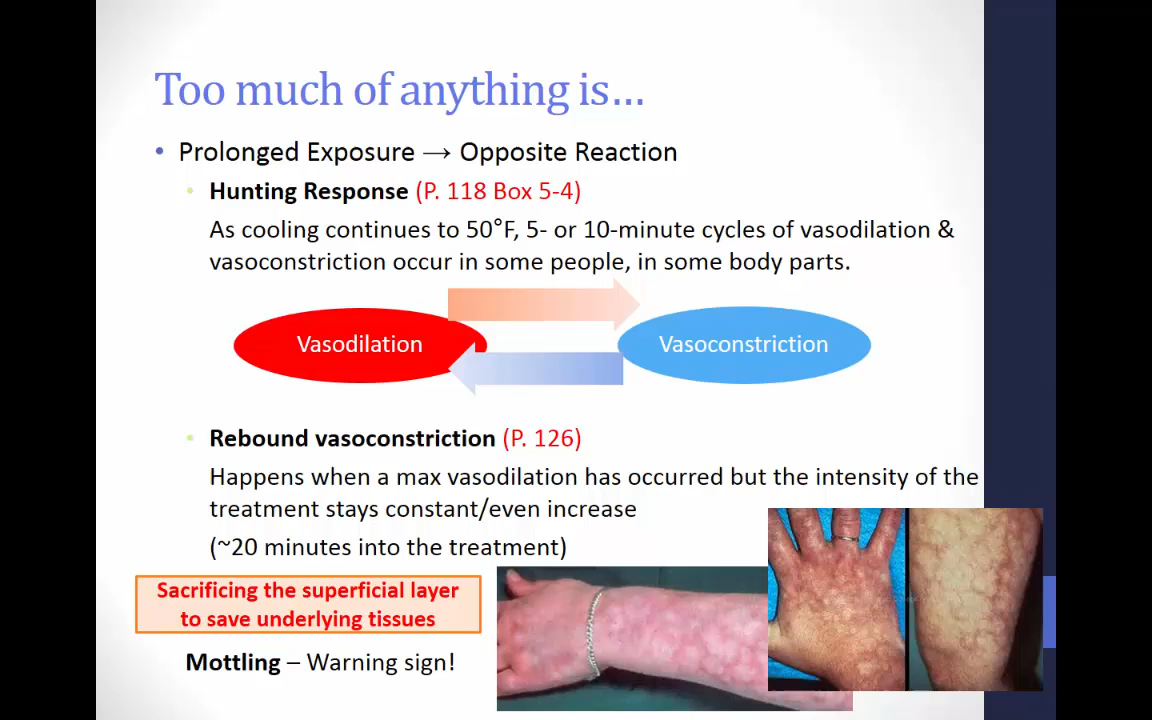 Too much of anything is…
• Prolonged Exposure → Opposite Reaction
• Hunting Response (P. 118 Box 5-4)
As cooling continues to 50°F, 5- or 10-minute cycles of vasodilation &
vasoconstriction occur in some people, in some body parts.
Vasodilation
Vasoconstriction
• Rebound vasoconstriction (P. 126)
Happens when a max vasodilation has occurred but the intensity of the
treatment stays constant/even increase
(~20 minutes into the treatment)
Sacrificing the superficial layer
to save underlying tissues
Mottling – Warning sign!